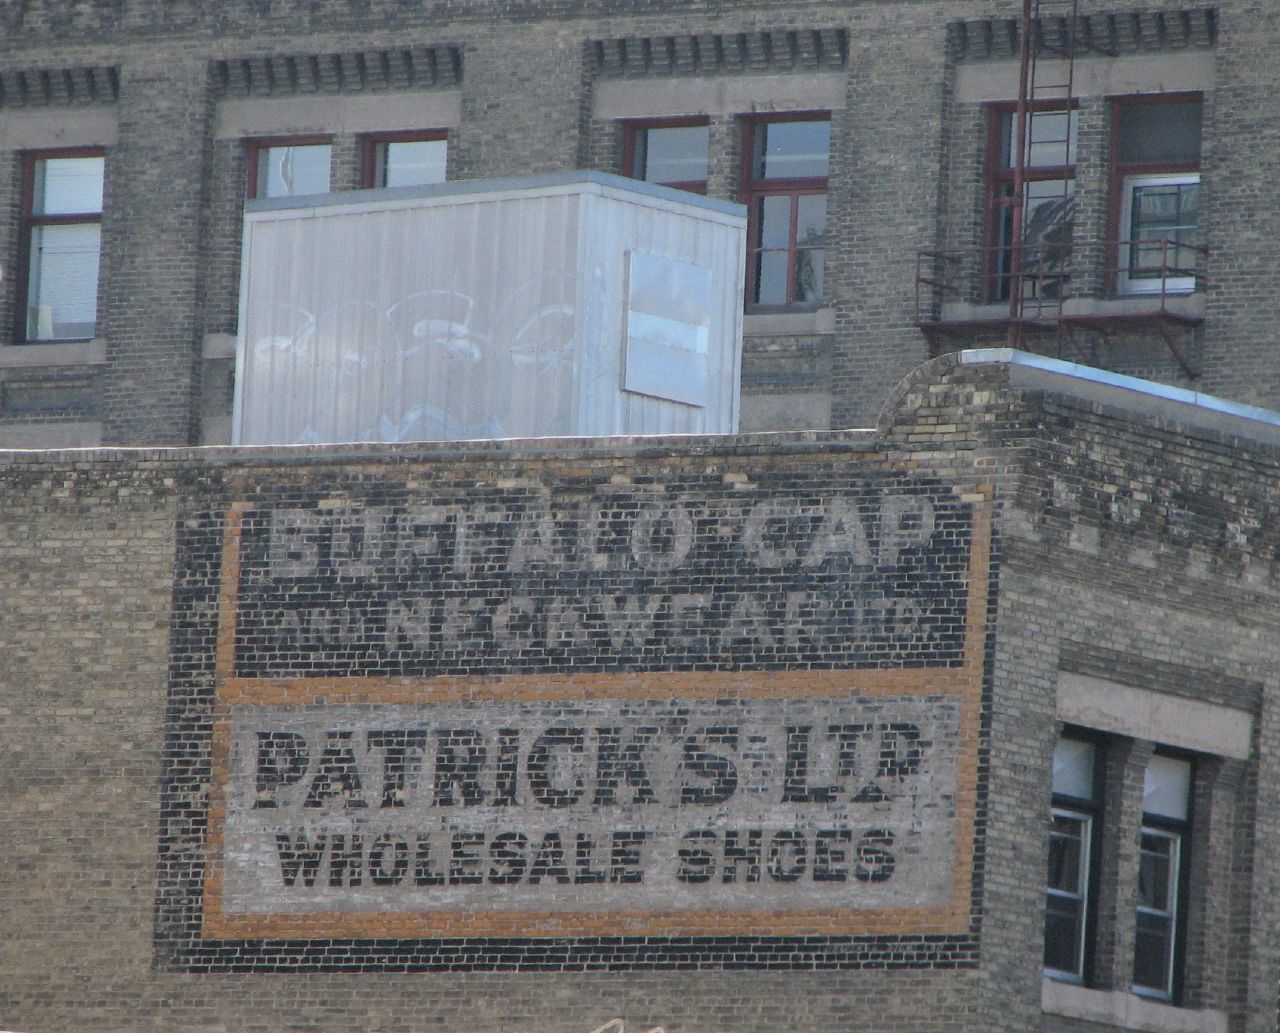 BUFFALO CAP
AND NECKWEAR LTD
PATRICK'S LTD
WHOLESALE SHOES